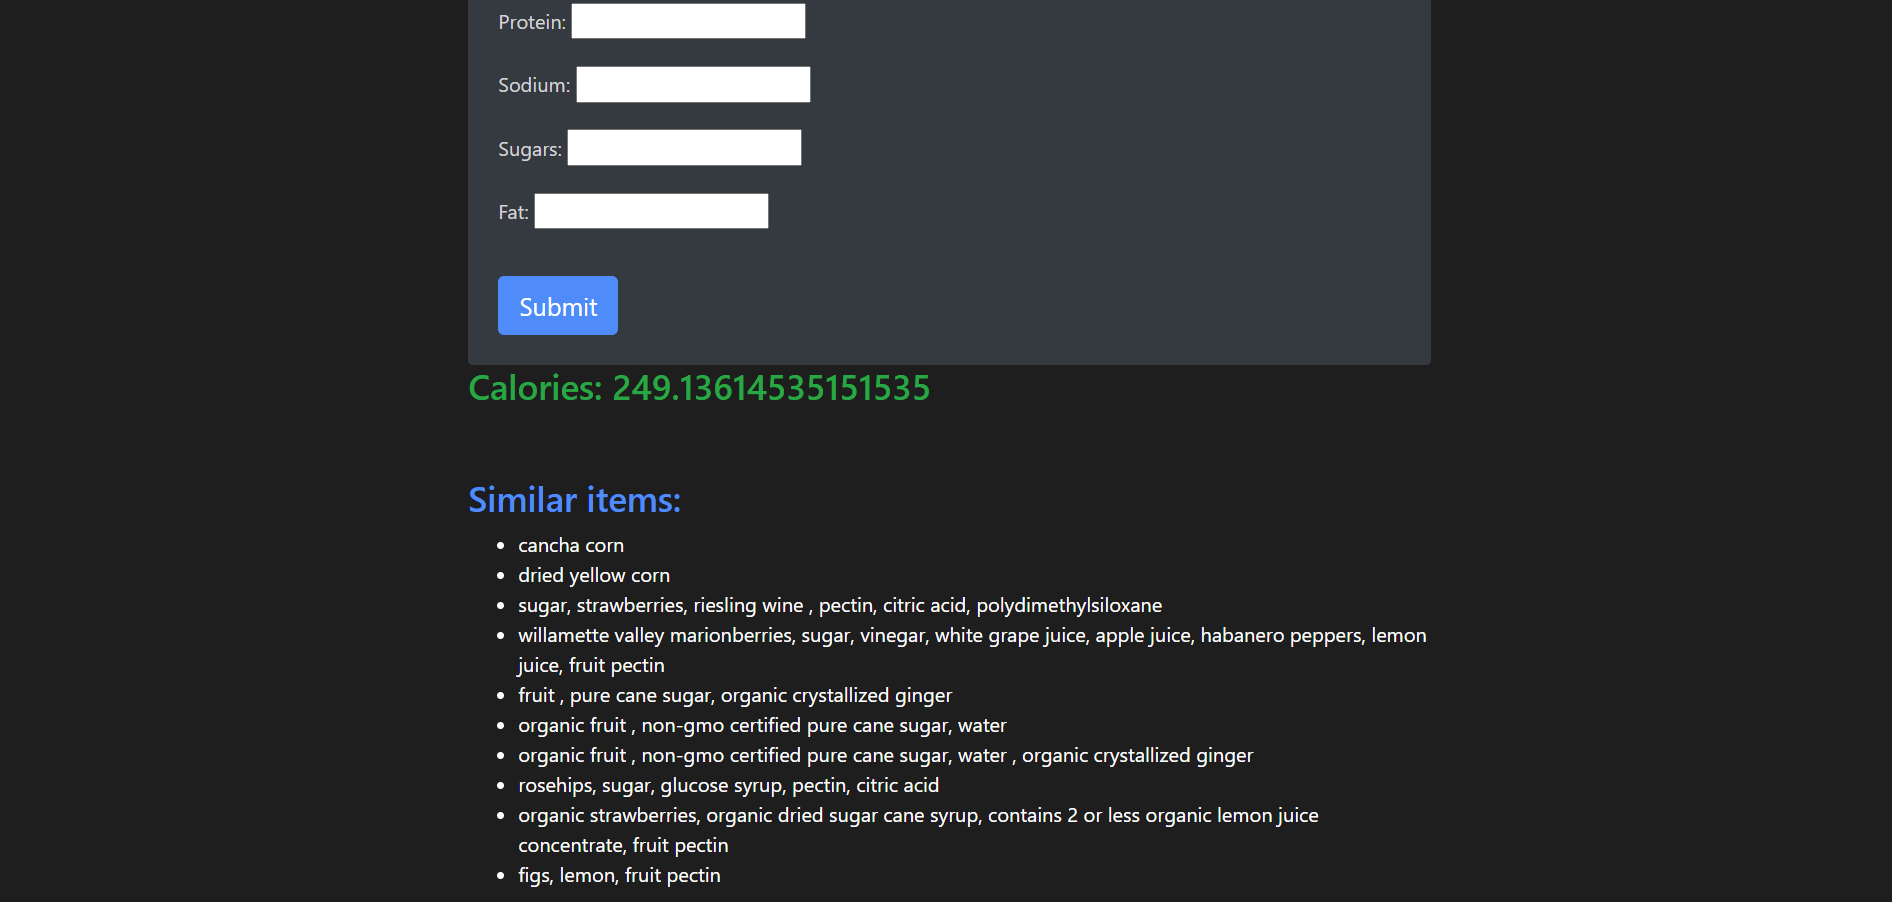 Protein:
Sodium:
Sugars:
Fat:
Submit
Calories: 249.13614535151535
Similar items:
cancha corn
dried yellow corn
sugar, strawberries, riesling wine , pectin, citric acid, polydimethylsiloxane
willamette valley marionberries, sugar, vinegar, white grape juice, apple juice, habanero peppers, lemon
juice, fruit pectin
fruit , pure cane sugar, organic crystallized ginger
organic fruit , non-gmo certified pure cane sugar, water
organic fruit , non-gmo certified pure cane sugar, water , organic crystallized ginger
rosehips, sugar, glucose syrup, pectin, citric acid
organic strawberries, organic dried sugar cane syrup, contains 2 or less organic lemon juice
concentrate, fruit pectin
figs, lemon, fruit pectin